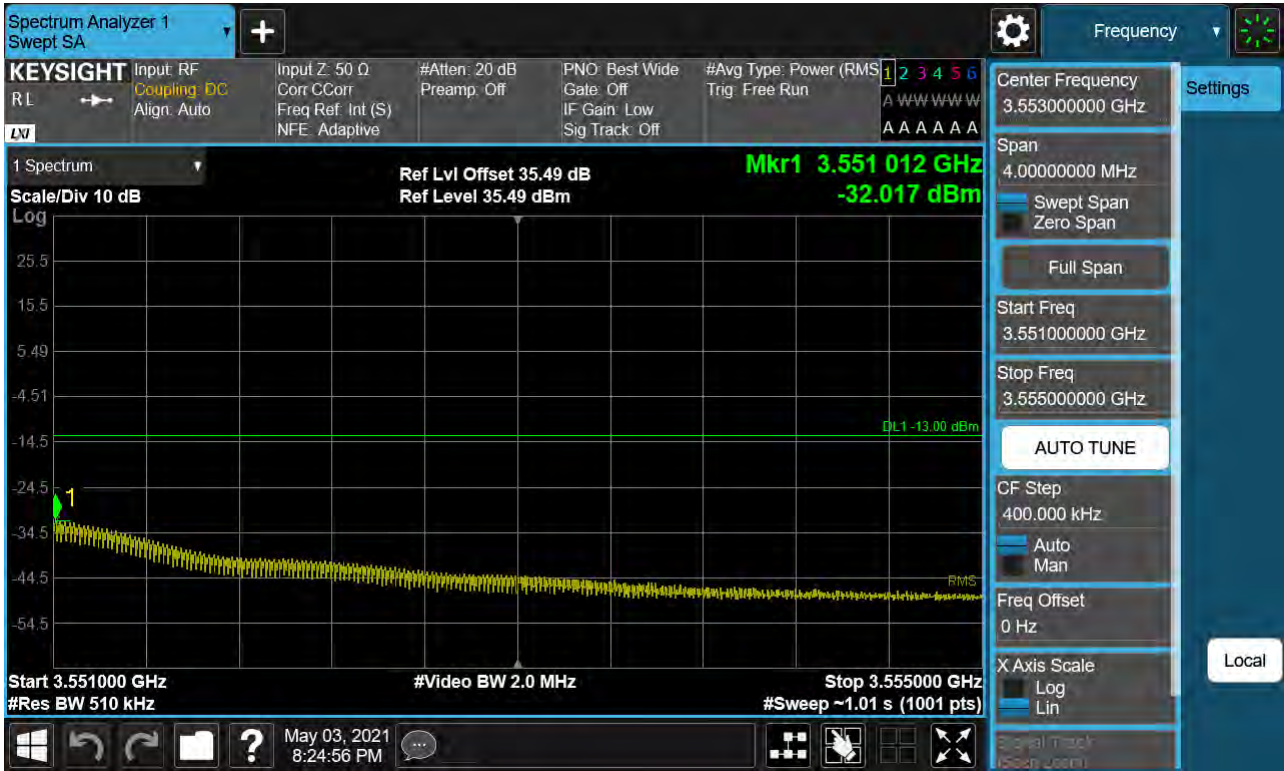 Spectrum Analyzer 1
Swept SA
+
Frequency
KEYSIGHT
RL
LXI
Input: RF
Coupling: DC
Align: Auto
Input Z: 50 Ω
Corr CCorr
Freq Ref: Int (S)
NFE: Adaptive
#Atten: 20 dB
Preamp: Off
PNO: Best Wide
Gate: Off
IF Gain: Low
Sig Track: Off
#Avg Type: Power (RMS
Trig: Free Run
1 2 3 4 5 6
A W W W W W
A A A A A A
1 Spectrum
Scale/Div 10 dB
Log
Ref Lvl Offset 35.49 dB
Ref Level 35.49 dBm
Mkr1 3.551 012 GHz
-32.017 dBm
25.5
15.5
5.49
-4.51
-14.5
-24.5
-34.5
-44.5
-54.5
DL1 -13.00 dBm
1
RMS
Start 3.551000 GHz
#Res BW 510 kHz
#Video BW 2.0 MHz
Stop 3.555000 GHz
#Sweep ~1.01 s (1001 pts)
Center Frequency
3.553000000 GHz
Span
4.00000000 MHz
Swept Span
Zero Span
Full Span
Start Freq
3.551000000 GHz
Stop Freq
3.555000000 GHz
AUTO TUNE
CF Step
400.000 kHz
Auto
Man
Freq Offset
0 Hz
X Axis Scale
Log
Lin
Signal Track
(Span Zoom)
Settings
Local
?
May 03, 2021
8:24:56 PM